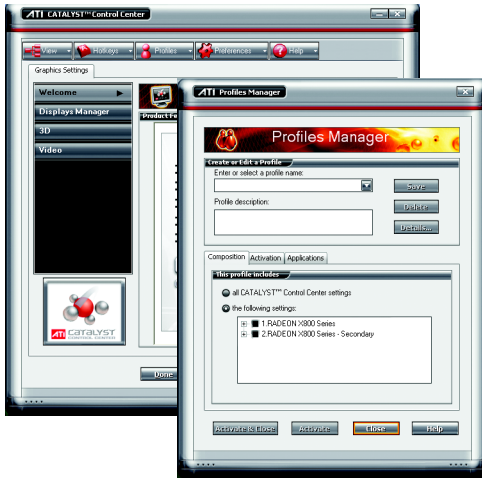 ATI CATALYST™ Control Center
View Hotkeys Profiles Preferences Help
Graphics Settings
Welcome
Displays Manager
3D
Video
Product Fe
ATI CATALYST
CONTROL CENTER
Done
ATI Profiles Manager
Profiles Manager
Create or Edit a Profile
Enter or select a profile name:
Save
Profile description:
Delete
Details...
Composition Activation Applications
This profile includes
all CATALYST™ Control Center settings
the following settings:
1.RADEON X800 Series
2.RADEON X800 Series - Secondary
Activate & Close Activate Close Help